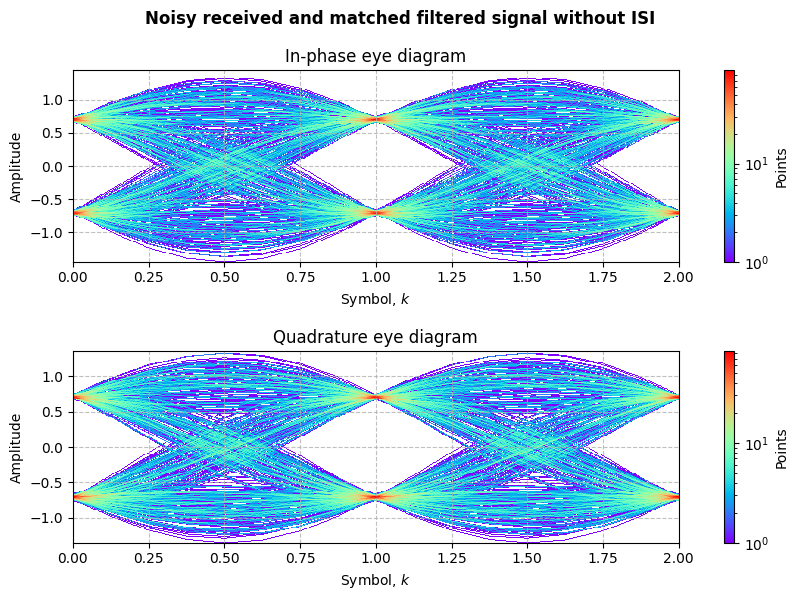 Noisy received and matched filtered signal without ISI
In-phase eye diagram
Amplitude
1.0
0.5
0.0
−0.5
−1.0
0.00 0.25 0.50 0.75 1.00 1.25 1.50 1.75 2.00
Symbol, k
10¹
10⁰
Points
Quadrature eye diagram
Amplitude
1.0
0.5
0.0
−0.5
−1.0
0.00 0.25 0.50 0.75 1.00 1.25 1.50 1.75 2.00
Symbol, k
10¹
10⁰
Points